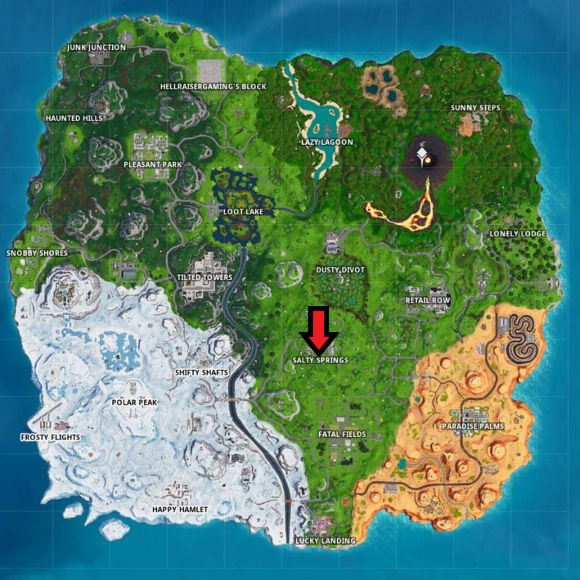 JUNK JUNCTION
HELLRAISERGAMING'S BLOCK
HAUNTED HILLS
SUNNY STEPS
LAZY LAGOON
PLEASANT PARK
LOOT LAKE
LONELY LODGE
SNOBBY SHORES
DUSTY DIVOT
TILTED TOWERS
RETAIL ROW
SALTY SPRINGS
SHIFTY SHAFTS
POLAR PEAK
PARADISE PALMS
FROSTY FLIGHTS
FATAL FIELDS
HAPPY HAMLET
LUCKY LANDING